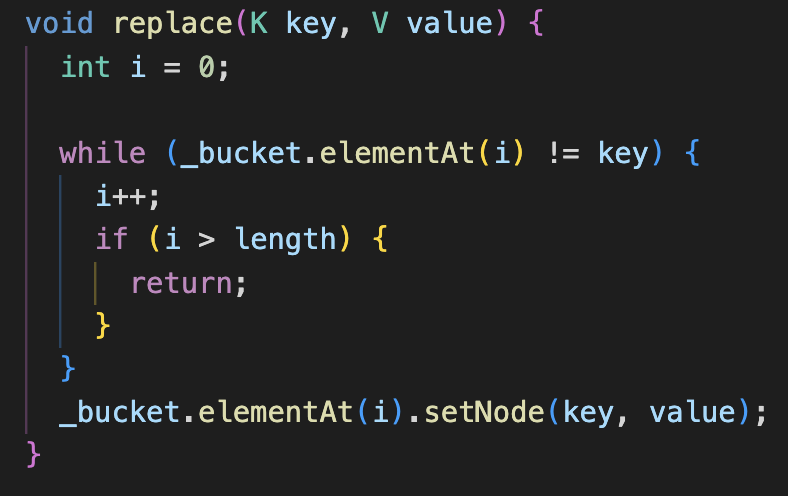 void replace(K key, V value) {
  int i = 0;

  while (_bucket.elementAt(i) != key) {
    i++;
    if (i > length) {
      return;
    }
  }
  _bucket.elementAt(i).setNode(key, value);
}